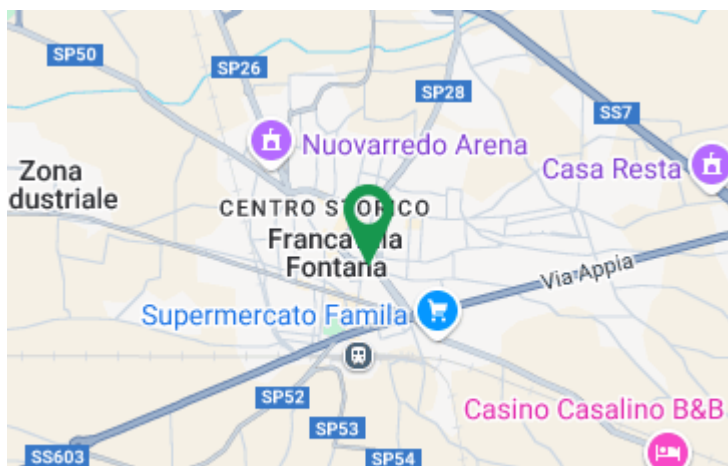 SP50
SP26
SP28
SS7
Nuovarredo Arena
Casa Resta
Zona
dustriale
CENTRO STORICO
Francavilla
Fontana
Via Appia
Supermercato Famila
SP52
Casino Casalino B&B
SP53
SS603
SP54